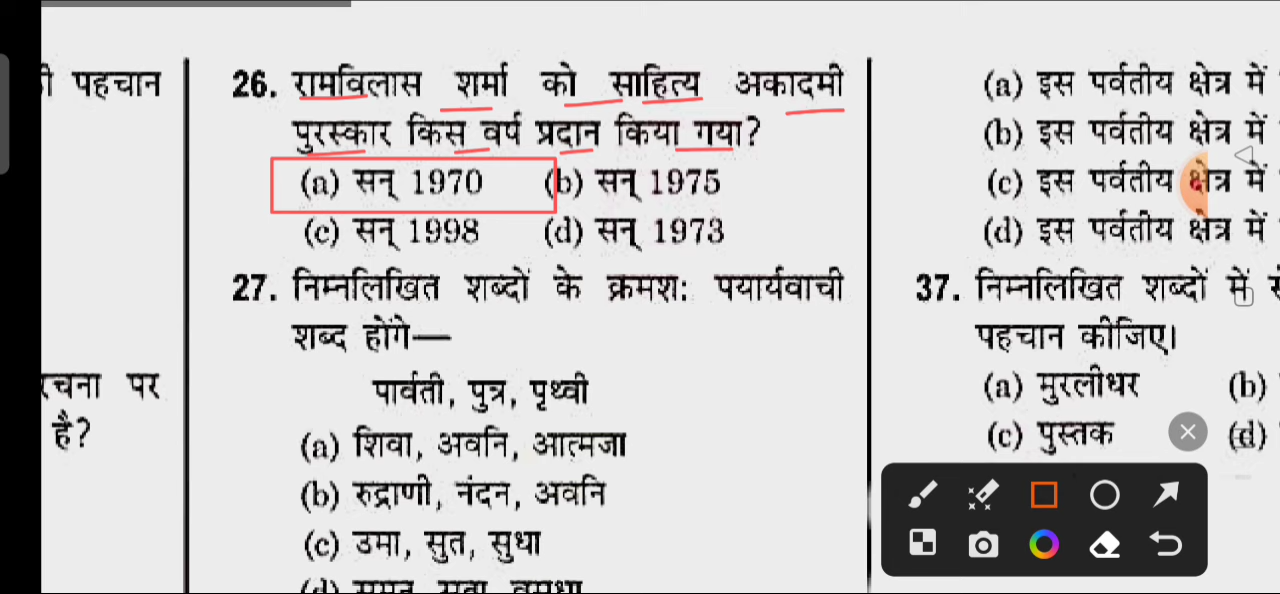 ी पहचान
रचना पर
है?
26. रामविलास शर्मा को साहित्य अकादमी
पुरस्कार किस वर्ष प्रदान किया गया?
(a) सन् 1970 (b) सन् 1975
(c) सन् 1998 (d) सन् 1973
27. निम्नलिखित शब्दों के क्रमश: पयार्यवाची
शब्द होंगे—
पार्वती, पुत्र, पृथ्वी
(a) शिवा, अवनि, आत्मजा
(b) रुद्राणी, नंदन, अवनि
(c) उमा, सुत, सुधा
(a) इस पर्वतीय क्षेत्र में
(b) इस पर्वतीय क्षेत्र में
(c) इस पर्वतीय क्षेत्र में
(d) इस पर्वतीय क्षेत्र में
37. निम्नलिखित शब्दों में
पहचान कीजिए।
(a) मुरलीधर (b)
(c) पुस्तक (d)